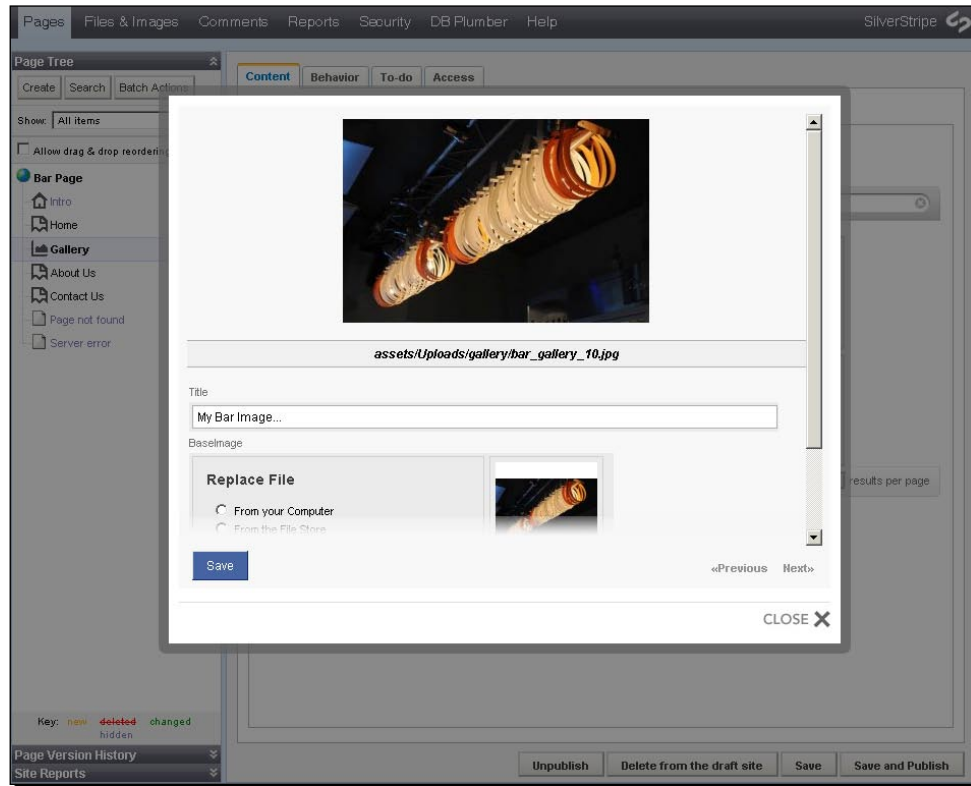 Pages Files & Images Comments Reports Security DB Plumber Help SilverStripe
Page Tree
Content Behavior To-do Access
Create Search Batch Actions
Show: All items
Allow drag & drop reordering
Bar Page
Intro
Home
Gallery
About Us
Contact Us
Page not found
Server error
assets/Uploads/gallery/bar_gallery_10.jpg
Title
My Bar Image...
BaseImage
Replace File
From your Computer
From the File Store
results per page
Save
«Previous Next»
CLOSE
Key: new deleted changed
hidden
Page Version History
Site Reports
Unpublish Delete from the draft site Save Save and Publish